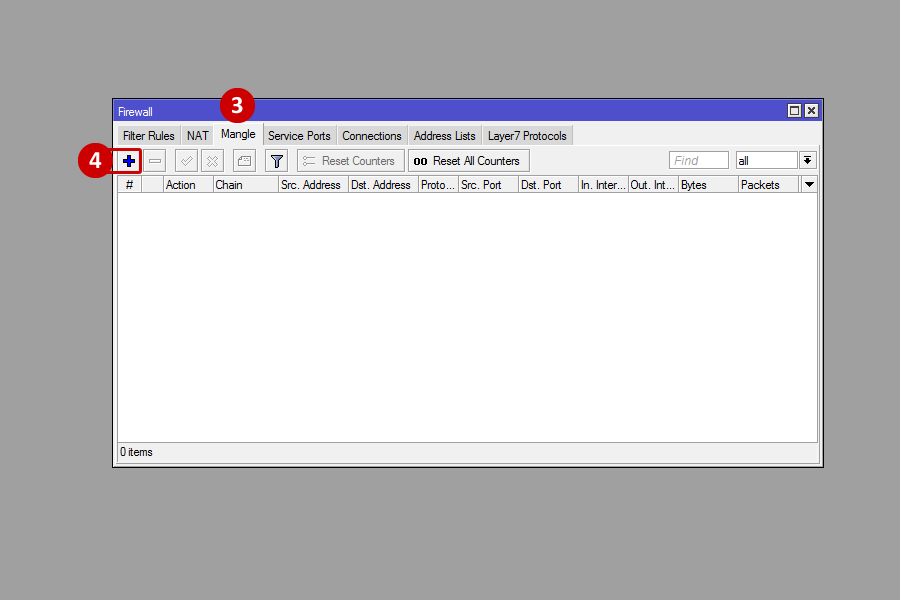 3
Firewall
Filter Rules NAT Mangle Service Ports Connections Address Lists Layer7 Protocols
4 Reset Counters 00 Reset All Counters Find all
# Action Chain Src. Address Dst. Address Proto... Src. Port Dst. Port In. Inter... Out. Int... Bytes Packets
0 items